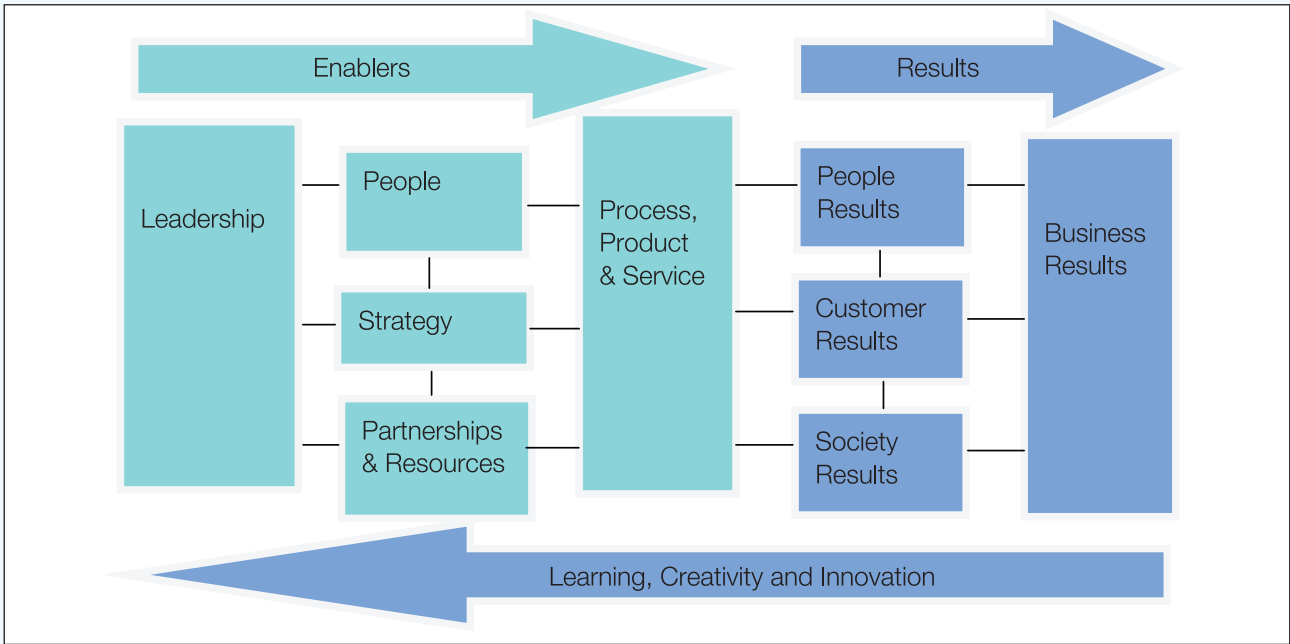 Enablers
Results
Leadership
People
Strategy
Partnerships
& Resources
Process,
Product
& Service
People
Results
Customer
Results
Society
Results
Business
Results
Learning, Creativity and Innovation